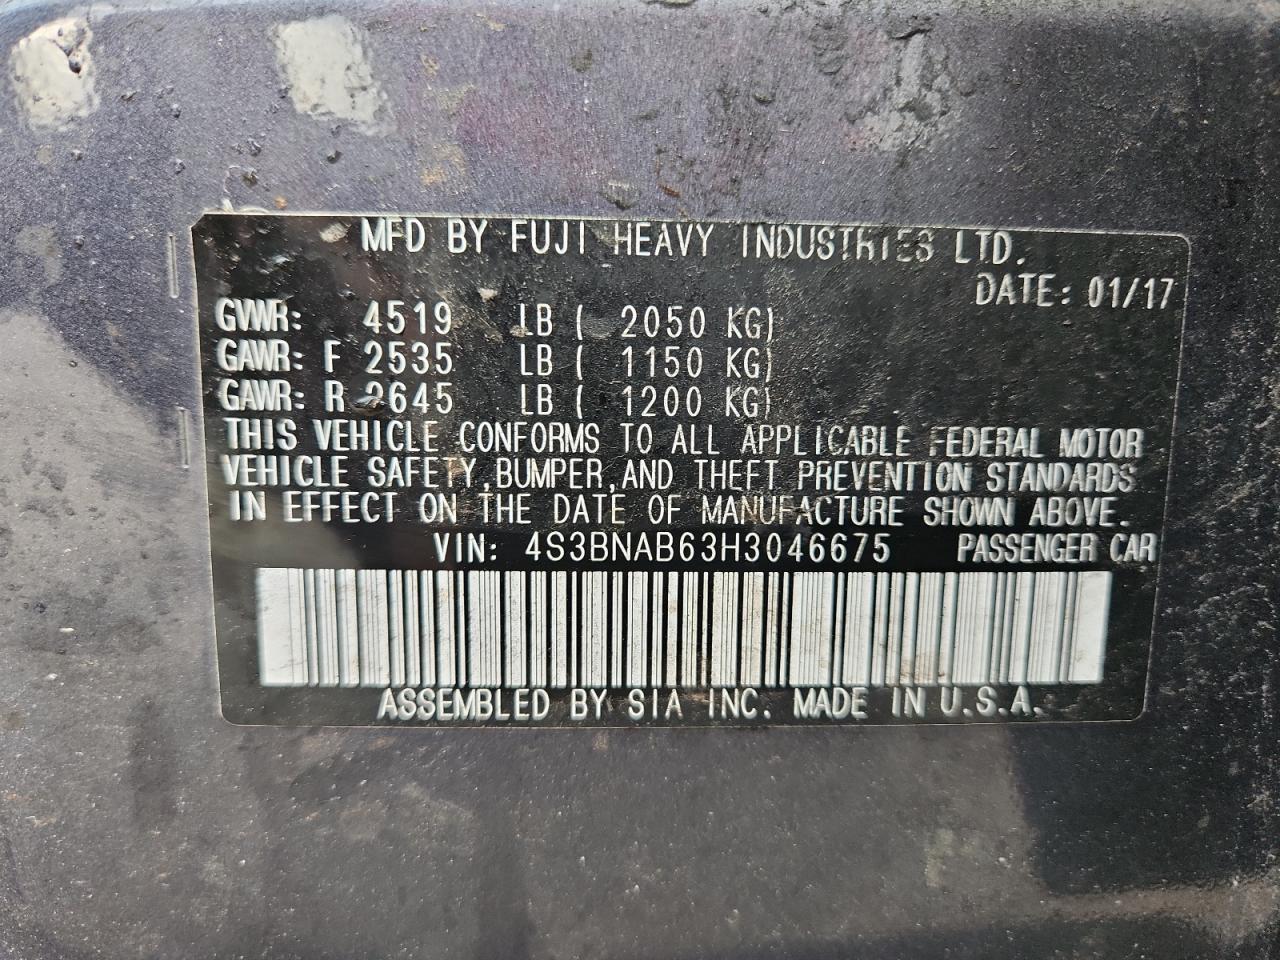 MFD BY FUJI HEAVY INDUSTRIES LTD.
DATE: 01/17
GVWR: 4519 LB ( 2050 KG)
GAWR: F 2535 LB ( 1150 KG)
GAWR: R 2645 LB ( 1200 KG)
THIS VEHICLE CONFORMS TO ALL APPLICABLE FEDERAL MOTOR
VEHICLE SAFETY, BUMPER, AND THEFT PREVENTION STANDARDS
IN EFFECT ON THE DATE OF MANUFACTURE SHOWN ABOVE.
VIN: 4S3BNAB63H3046675 PASSENGER CAR
ASSEMBLED BY SIA INC. MADE IN U.S.A.